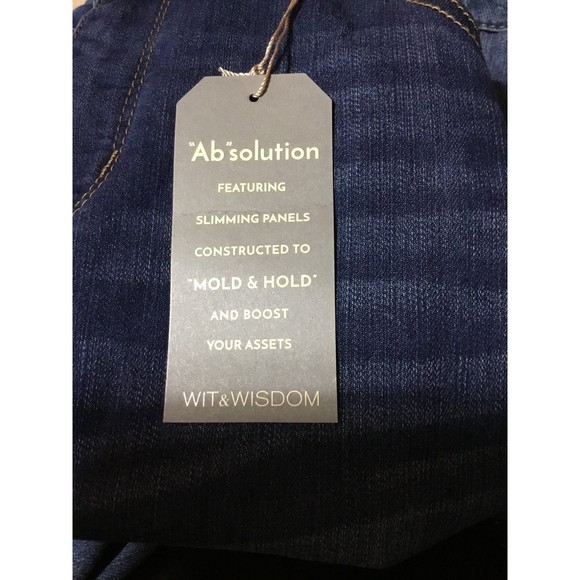 "Ab"solution
FEATURING
SLIMMING PANELS
CONSTRUCTED TO
"MOLD & HOLD"
AND BOOST
YOUR ASSETS
WIT&WISDOM